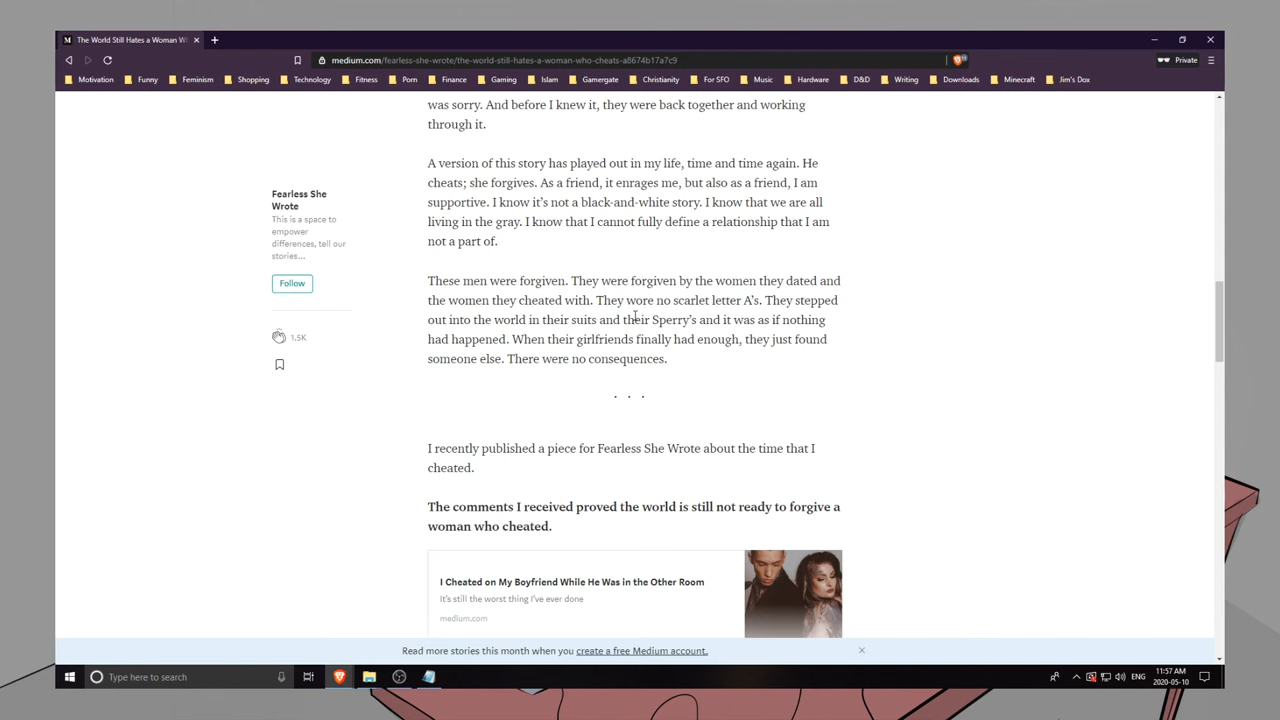 The World Still Hates a Woman W
medium.com/fearless-she-wrote/the-world-still-hates-a-woman-who-cheats-a8674b17a7c9
Private
Motivation Funny Feminism Shopping Technology Fitness Porn Finance Gaming Islam Gamergate Christianity For SFO Music Hardware D&D Writing Downloads Minecraft Jim's Dox
was sorry. And before I knew it, they were back together and working
through it.
A version of this story has played out in my life, time and time again. He
cheats; she forgives. As a friend, it enrages me, but also as a friend, I am
supportive. I know it's not a black-and-white story. I know that we are all
living in the gray. I know that I cannot fully define a relationship that I am
not a part of.
Fearless She
Wrote
This is a space to
empower
differences, tell our
stories...
Follow
1.5K
These men were forgiven. They were forgiven by the women they dated and
the women they cheated with. They wore no scarlet letter A's. They stepped
out into the world in their suits and their Sperry's and it was as if nothing
had happened. When their girlfriends finally had enough, they just found
someone else. There were no consequences.
. . .
I recently published a piece for Fearless She Wrote about the time that I
cheated.
The comments I received proved the world is still not ready to forgive a
woman who cheated.
I Cheated on My Boyfriend While He Was in the Other Room
It's still the worst thing I've ever done
medium.com
Read more stories this month when you create a free Medium account.
Type here to search
ENG
11:57 AM
2020-05-10